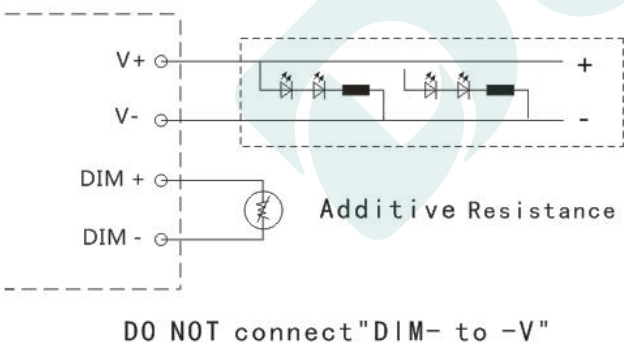 V+
+
V-
-
DIM +
Additive Resistance
DIM -
DO NOT connect"DIM- to -V"